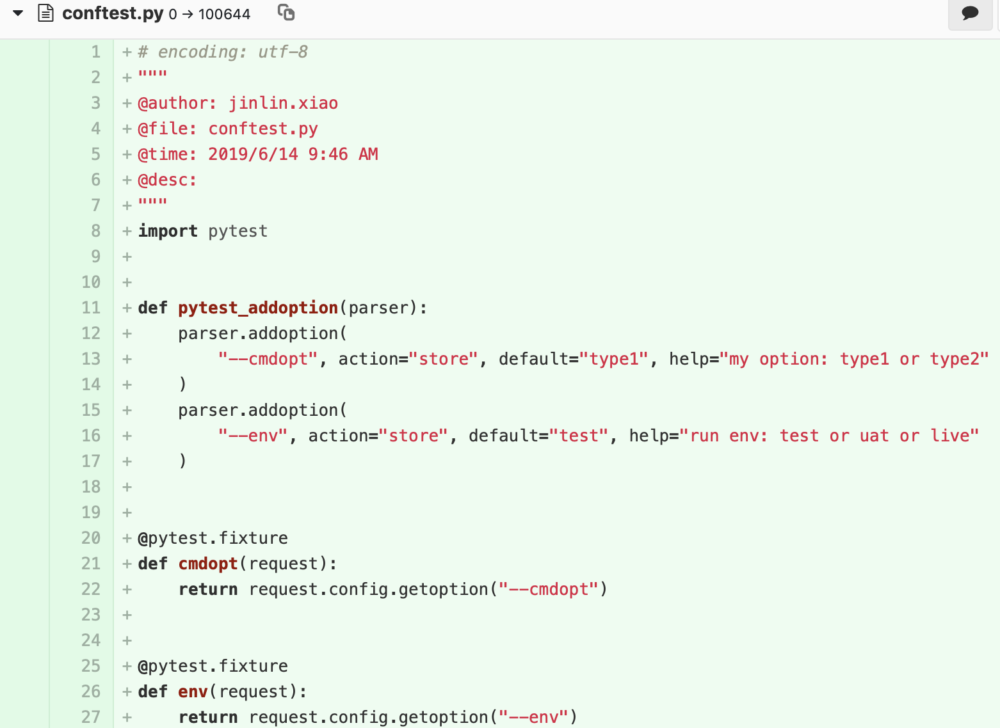 conftest.py 0 → 100644
1 + # encoding: utf-8
2 + """
3 + @author: jinlin.xiao
4 + @file: conftest.py
5 + @time: 2019/6/14 9:46 AM
6 + @desc:
7 + """
8 + import pytest
9 +
10 +
11 + def pytest_addoption(parser):
12 +     parser.addoption(
13 +         "--cmdopt", action="store", default="type1", help="my option: type1 or type2"
14 +     )
15 +     parser.addoption(
16 +         "--env", action="store", default="test", help="run env: test or uat or live"
17 +     )
18 +
19 +
20 + @pytest.fixture
21 + def cmdopt(request):
22 +     return request.config.getoption("--cmdopt")
23 +
24 +
25 + @pytest.fixture
26 + def env(request):
27 +     return request.config.getoption("--env")